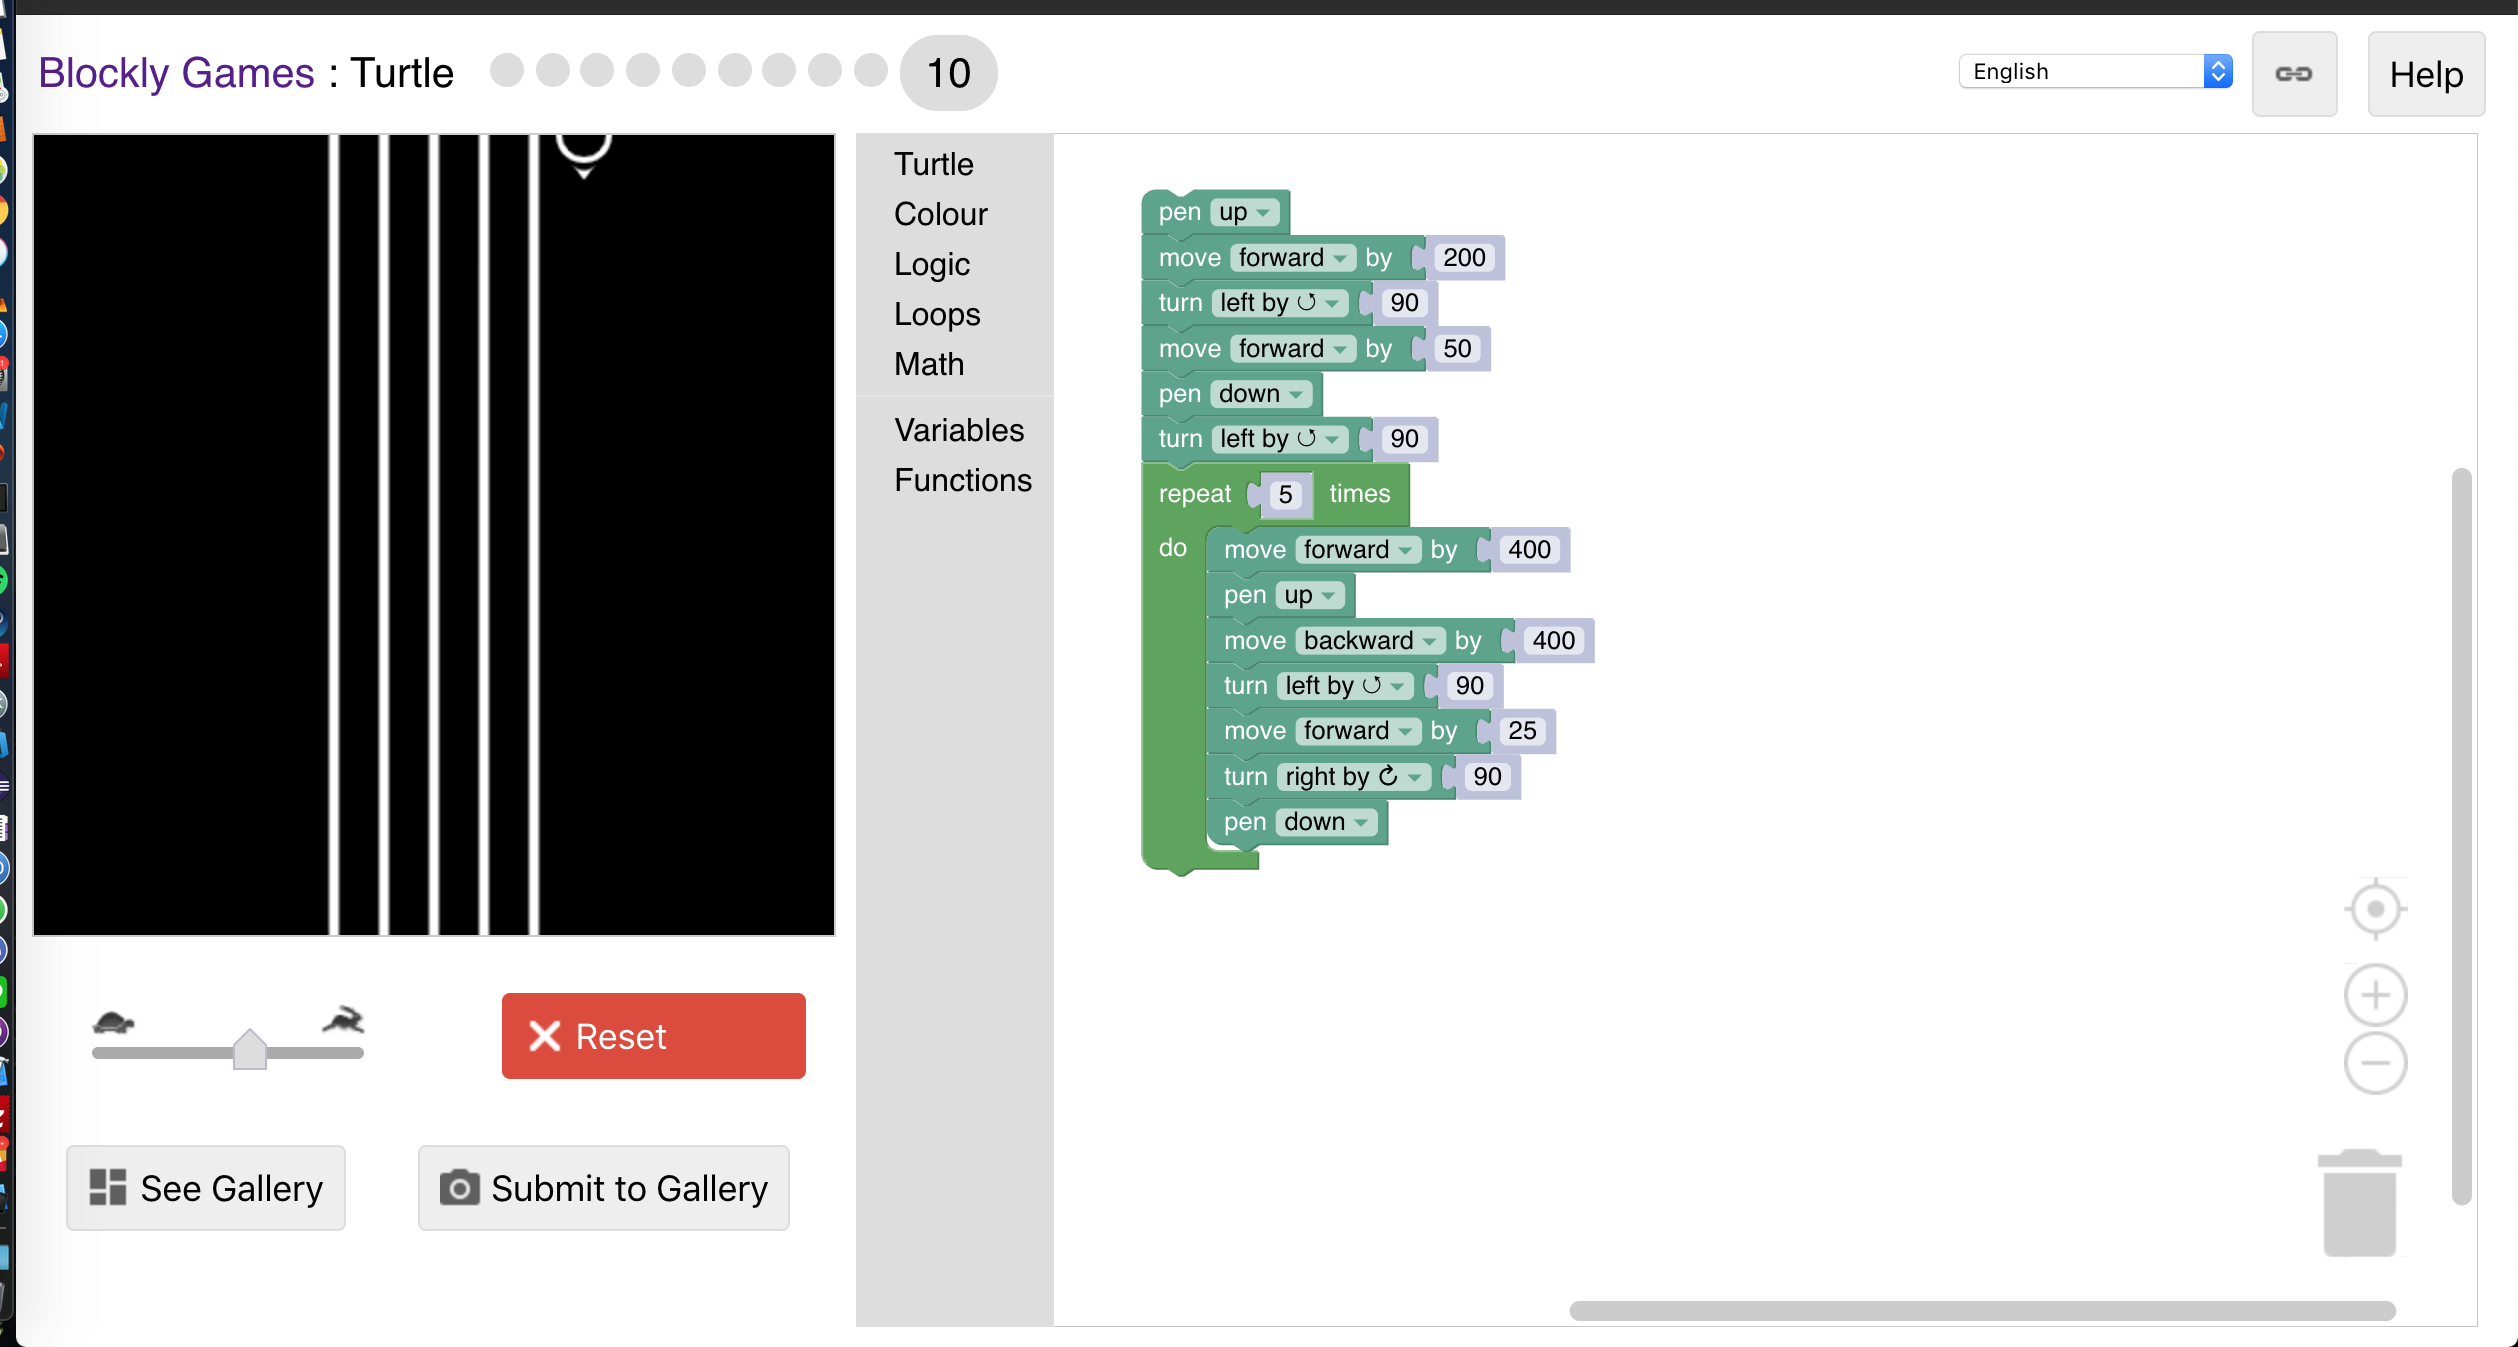 Blockly Games : Turtle 10 English Help
Turtle
Colour
Logic
Loops
Math
Variables
Functions
pen up
move forward by 200
turn left by ↺ 90
move forward by 50
pen down
turn left by ↺ 90
repeat 5 times
do move forward by 400
pen up
move backward by 400
turn left by ↺ 90
move forward by 25
turn right by ↻ 90
pen down
Reset
See Gallery
Submit to Gallery